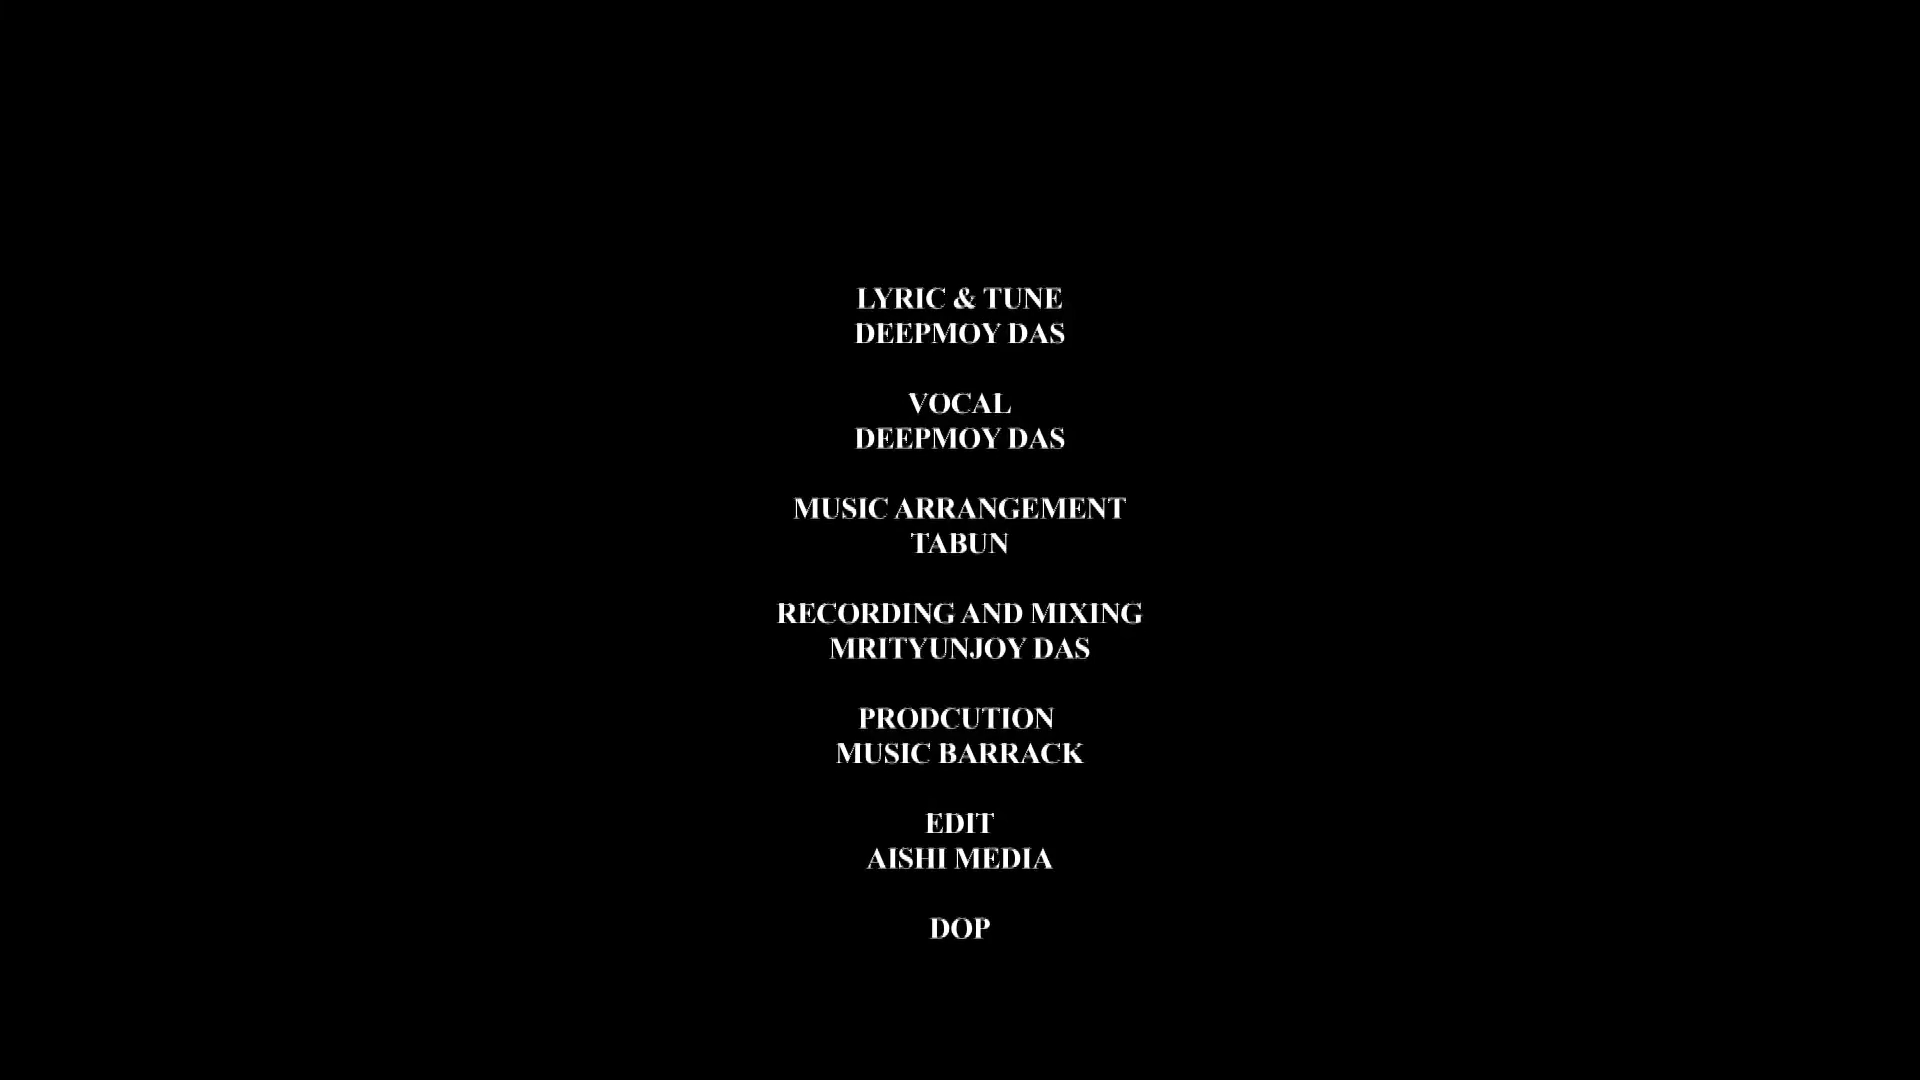 LYRIC & TUNE
DEEPMOY DAS
VOCAL
DEEPMOY DAS
MUSIC ARRANGEMENT
TABUN
RECORDING AND MIXING
MRITYUNJOY DAS
PRODCUTION
MUSIC BARRACK
EDIT
AISHI MEDIA
DOP